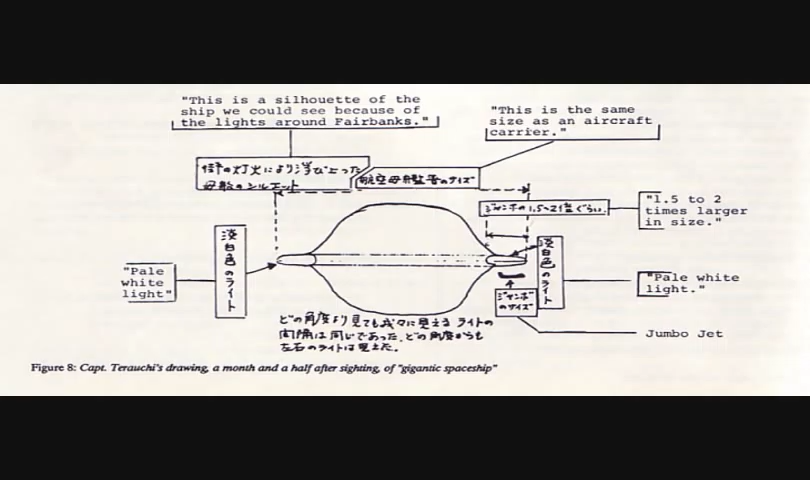 "This is a silhouette of the
ship we could see because of
the lights around Fairbanks."
"This is the same
size as an aircraft
carrier."
灯火により浮び上った
母船のシルエット
航空母艦のサイズ
ジャンボの1.5〜2倍ぐらい.
"1.5 to 2
times larger
in size."
淡白色のライト
淡白色のライト
"Pale
white
light"
"Pale white
light."
ジャンボ
のサイズ
Jumbo Jet
どの角度より見ても我々に見える ライトの
間隔は同じであった. どの角度からも
左右のライトは見えた.
Figure 8: Capt. Terauchi's drawing, a month and a half after sighting, of "gigantic spaceship"